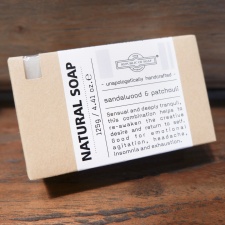 NATURAL SOAP
125g / 4.41 oz. e
- unapologetically handcrafted -
sandalwood & patchouli
Sensual and deeply tranquil,
this combination helps to
re-awaken the creative
desire and return to self.
Good for emotional
agitation, headache,
insomnia and exhaustion.